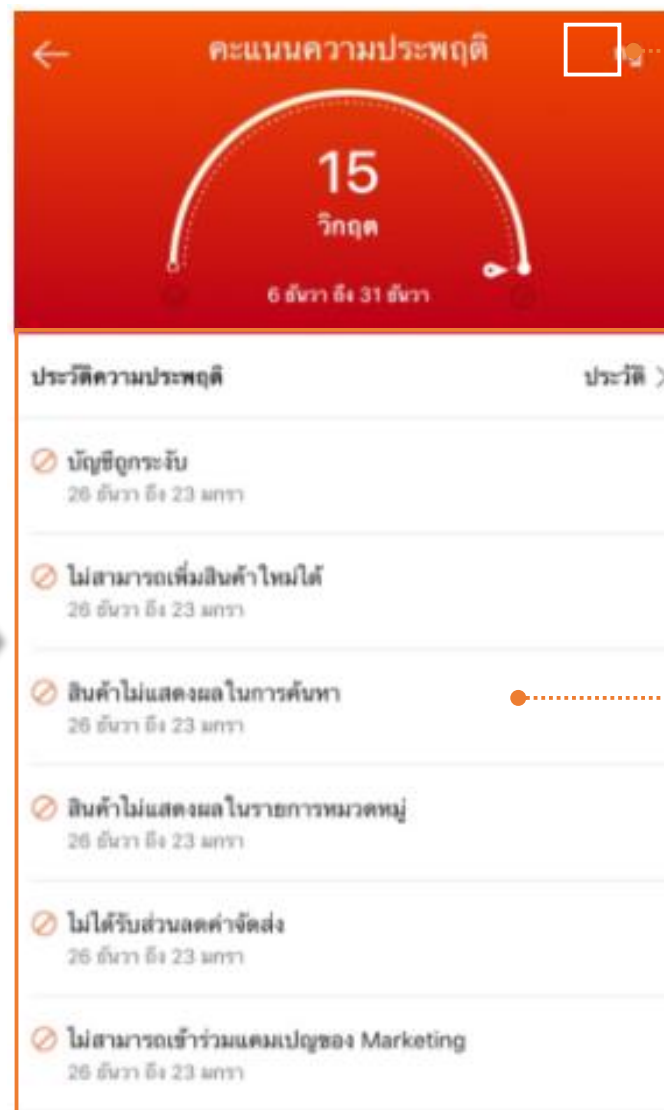 คะแนนความประพฤติ กฎ
15
วิกฤต
6 ธันวา ถึง 31 ธันวา
ประวัติความประพฤติ ประวัติ >
บัญชีถูกระงับ
26 ธันวา ถึง 23 มกรา
ไม่สามารถเพิ่มสินค้าใหม่ได้
26 ธันวา ถึง 23 มกรา
สินค้าไม่แสดงผลในการค้นหา
26 ธันวา ถึง 23 มกรา
สินค้าไม่แสดงผลในรายการหมวดหมู่
26 ธันวา ถึง 23 มกรา
ไม่ได้รับส่วนลดค่าจัดส่ง
26 ธันวา ถึง 23 มกรา
ไม่สามารถเข้าร่วมแคมเปญของ Marketing
26 ธันวา ถึง 23 มกรา